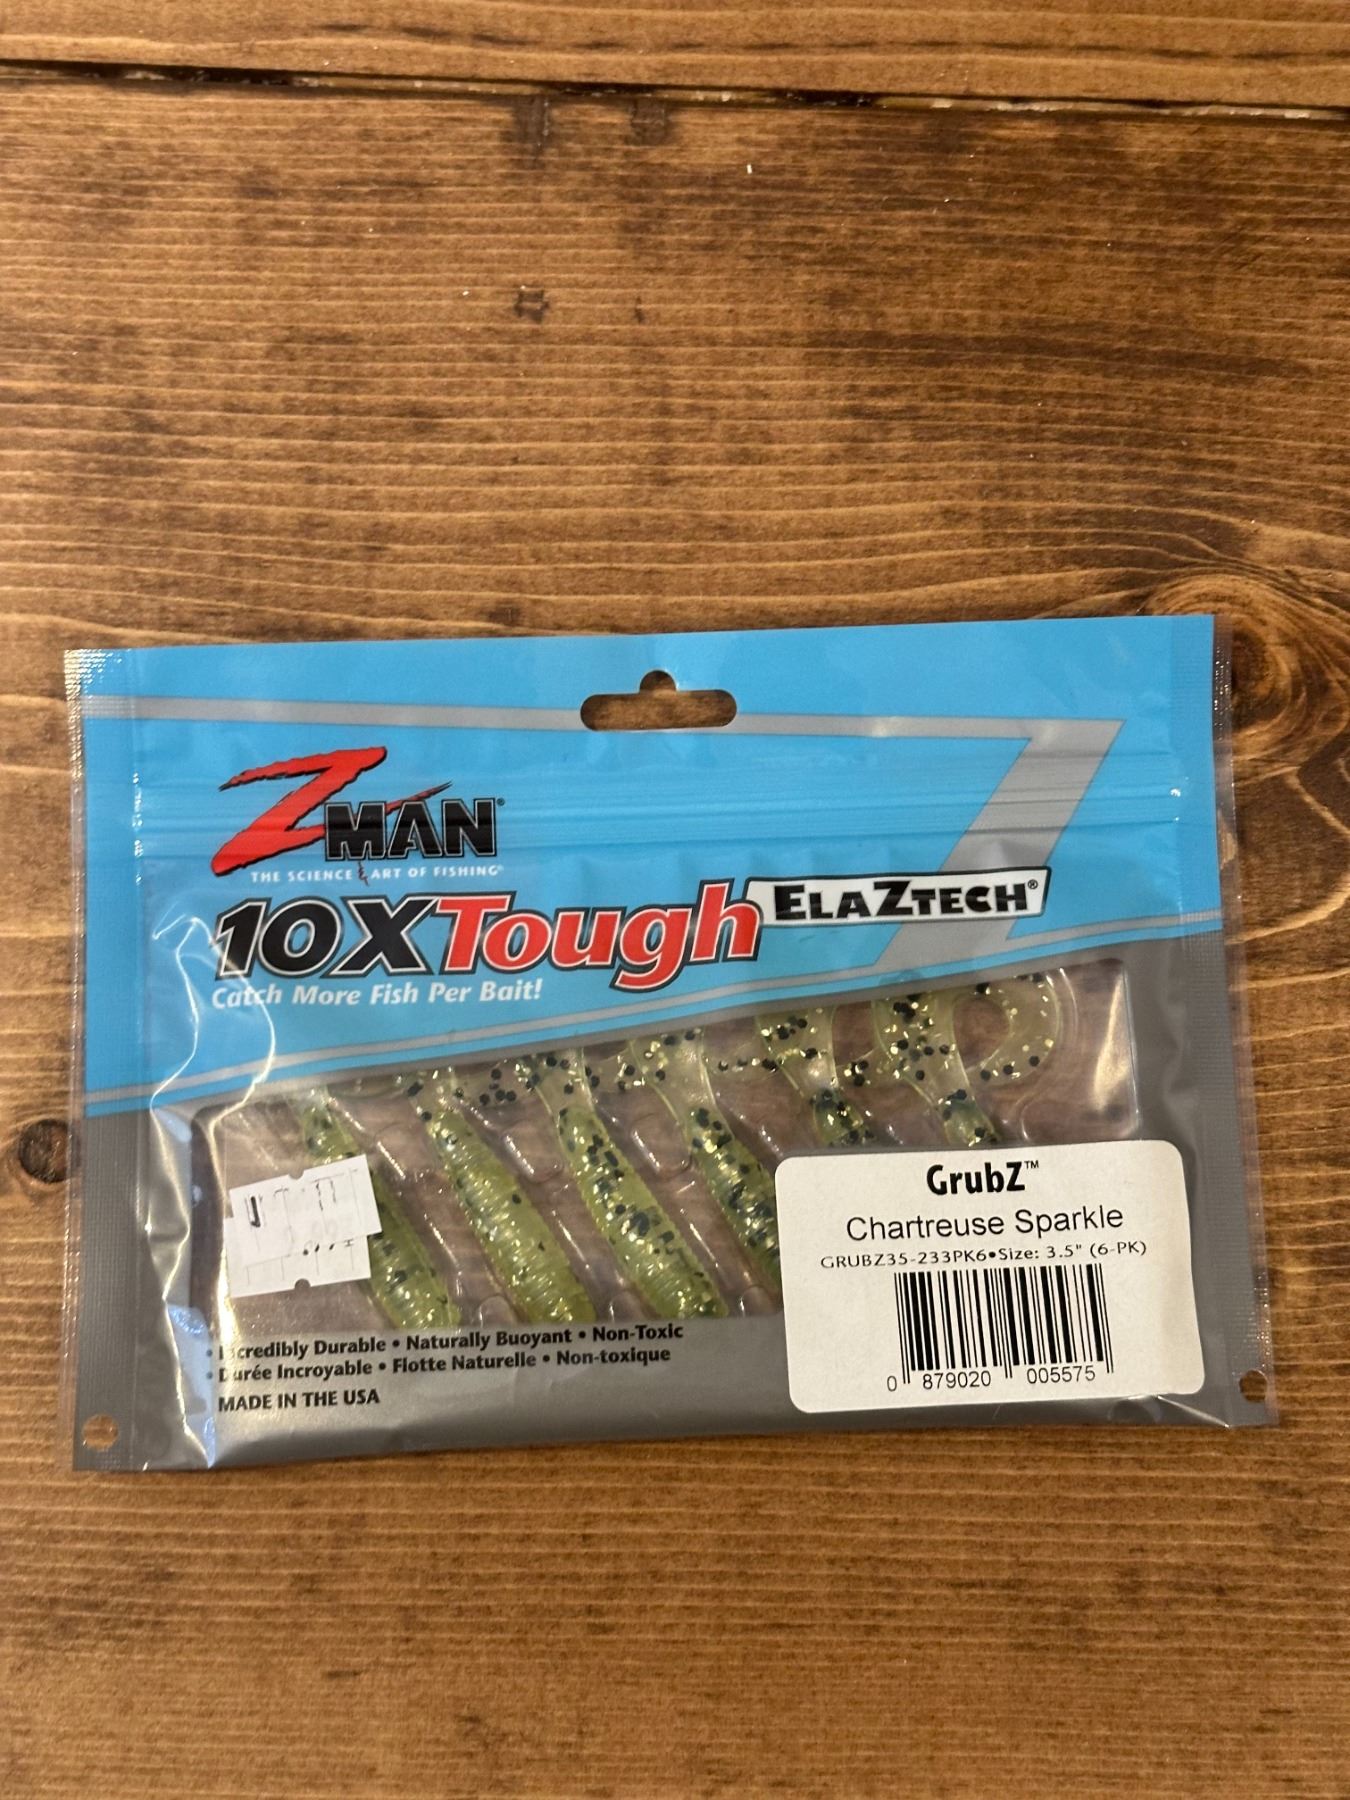 ZMAN®
THE SCIENCE & ART OF FISHING®
10X Tough ELAZTECH®
Catch More Fish Per Bait!
GrubZ™
Chartreuse Sparkle
GRUBZ35-233PK6•Size: 3.5" (6-PK)
0 879020 005575
• Incredibly Durable • Naturally Buoyant • Non-Toxic
• Durée Incroyable • Flotte Naturelle • Non-toxique
MADE IN THE USA